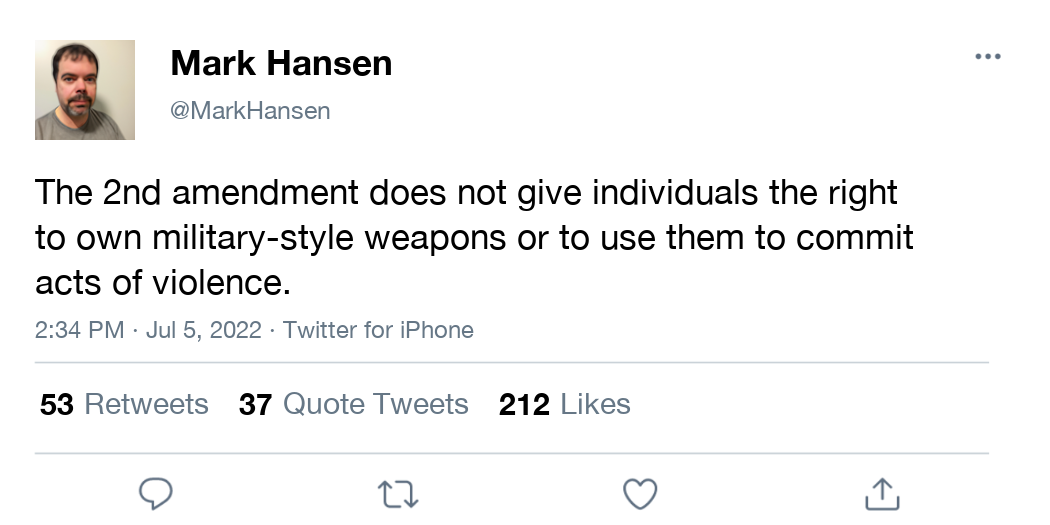 Mark Hansen
@MarkHansen
The 2nd amendment does not give individuals the right
to own military-style weapons or to use them to commit
acts of violence.
2:34 PM · Jul 5, 2022 · Twitter for iPhone
53 Retweets 37 Quote Tweets 212 Likes